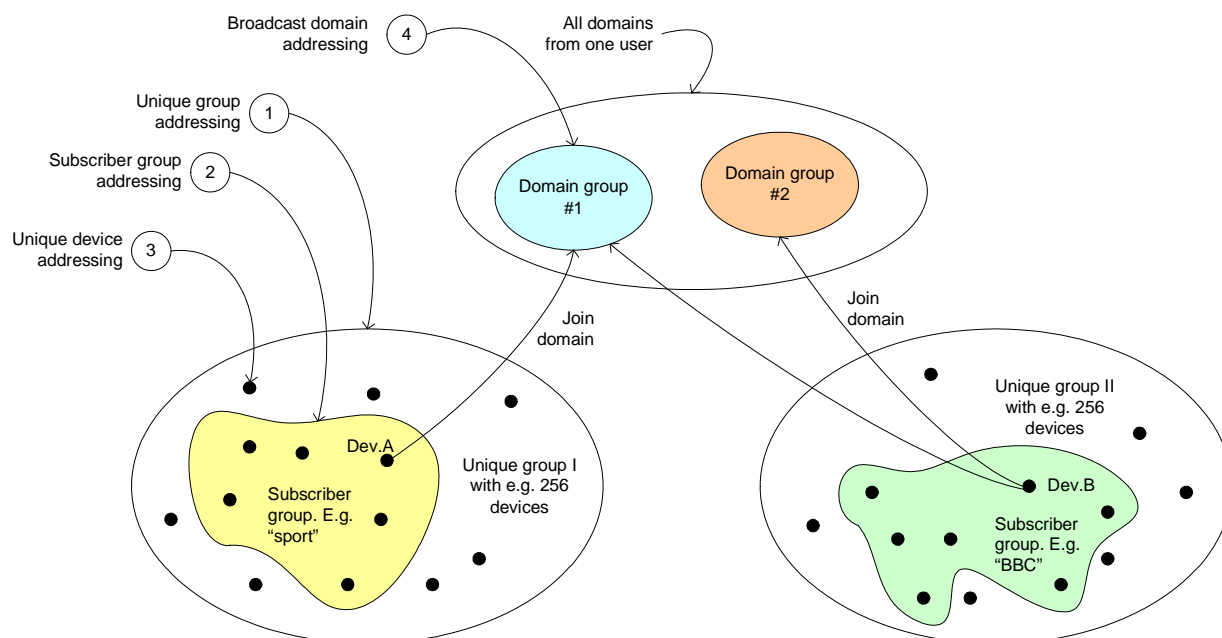 Broadcast domain
addressing
4
All domains
from one user
Unique group
addressing
1
Subscriber group
addressing
2
Unique device
addressing
3
Domain group
#1
Domain group
#2
Join
domain
Join
domain
Dev.A
Unique group I
with e.g. 256
devices
Subscriber
group. E.g.
“sport”
Unique group II
with e.g. 256
devices
Dev.B
Subscriber
group. E.g.
“BBC”